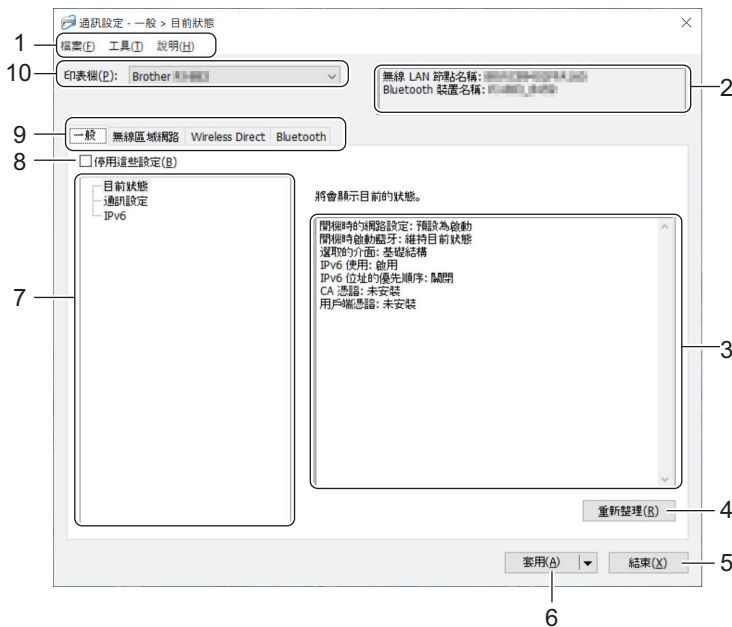 通訊設定 - 一般 > 目前狀態
1
檔案(F) 工具(T) 說明(H)
10
印表機(P): Brother
無線 LAN 節點名稱:
Bluetooth 裝置名稱:
2
9
一般 無線區域網路 Wireless Direct Bluetooth
8
停用這些設定(B)
目前狀態
通訊設定
IPv6
7
將會顯示目前的狀態。
開機時的網路設定: 預設為啟動
開機時啟動藍牙: 維持目前狀態
選取的介面: 基礎結構
IPv6 使用: 啟用
IPv6 位址的優先順序: 關閉
CA 憑證: 未安裝
用戶端憑證: 未安裝
3
重新整理(R)
4
套用(A)
結束(X)
5
6